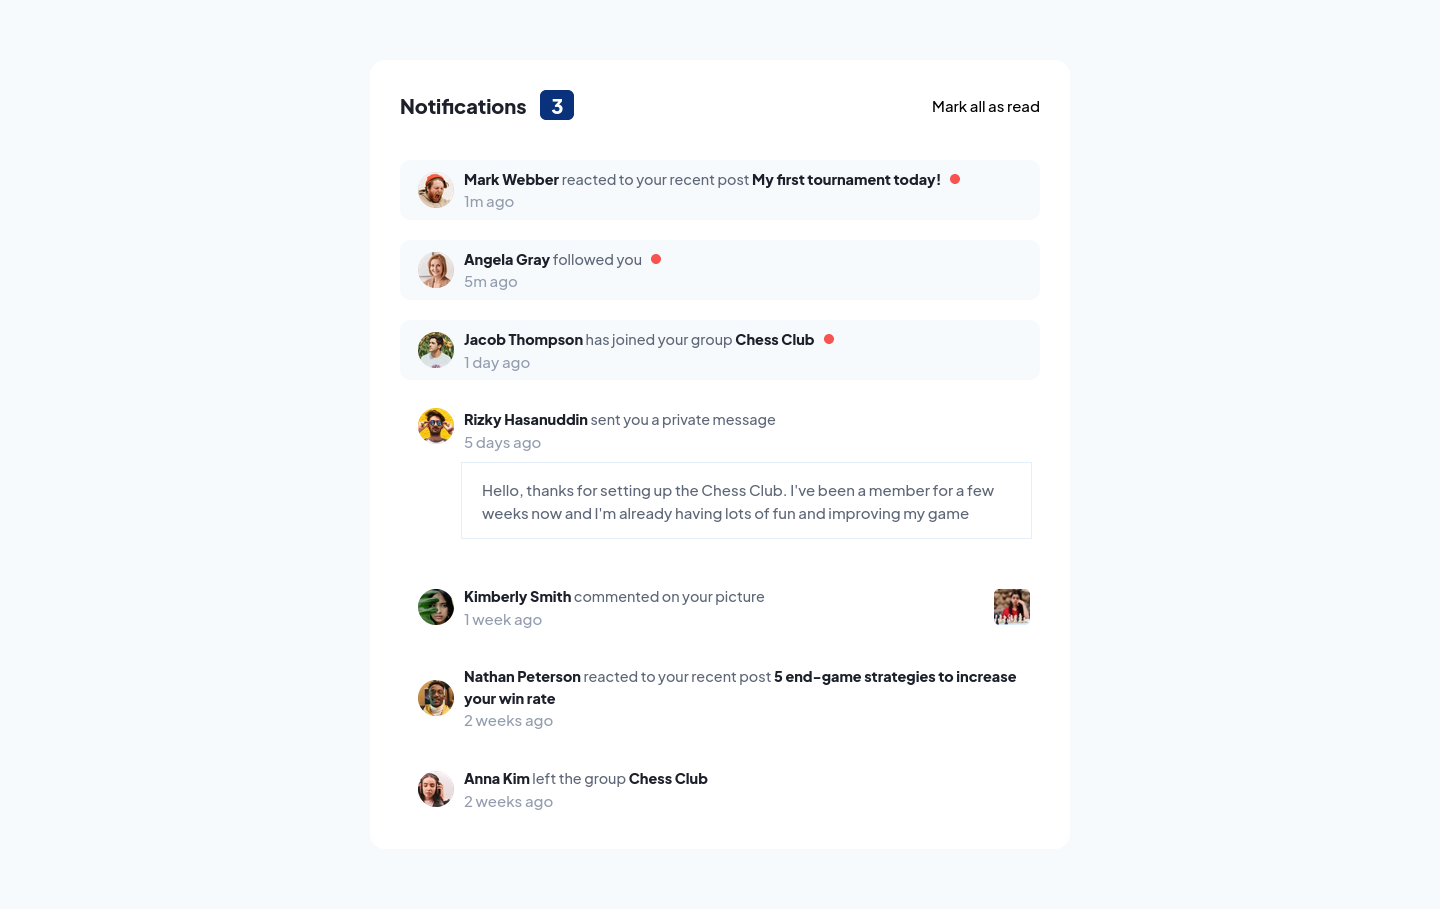 Notifications 3 Mark all as read
Mark Webber reacted to your recent post My first tournament today!
1m ago
Angela Gray followed you
5m ago
Jacob Thompson has joined your group Chess Club
1 day ago
Rizky Hasanuddin sent you a private message
5 days ago
Hello, thanks for setting up the Chess Club. I've been a member for a few
weeks now and I'm already having lots of fun and improving my game
Kimberly Smith commented on your picture
1 week ago
Nathan Peterson reacted to your recent post 5 end-game strategies to increase
your win rate
2 weeks ago
Anna Kim left the group Chess Club
2 weeks ago